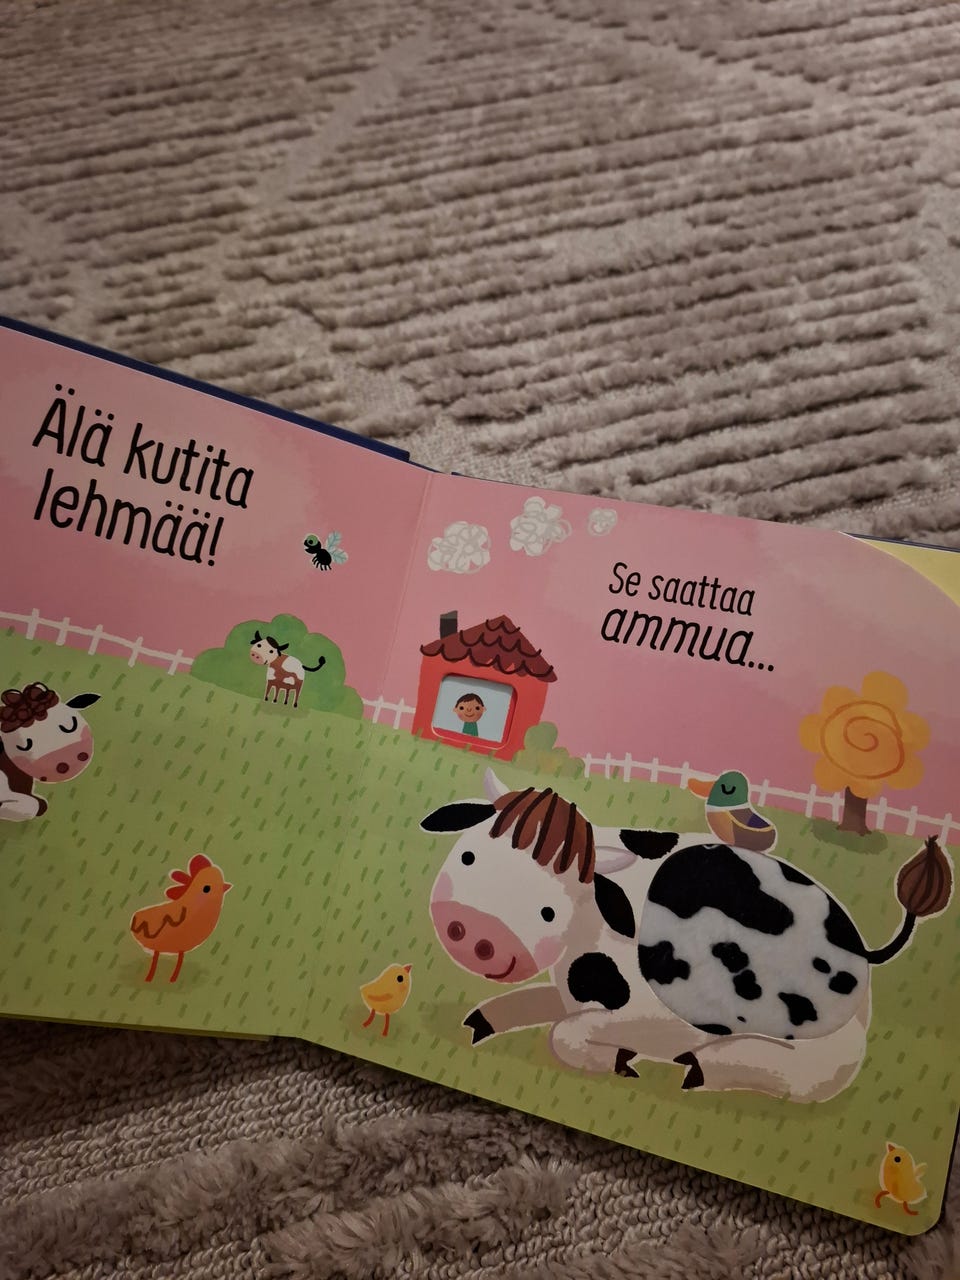 Älä kutita
lehmää!
Se saattaa
ammua...